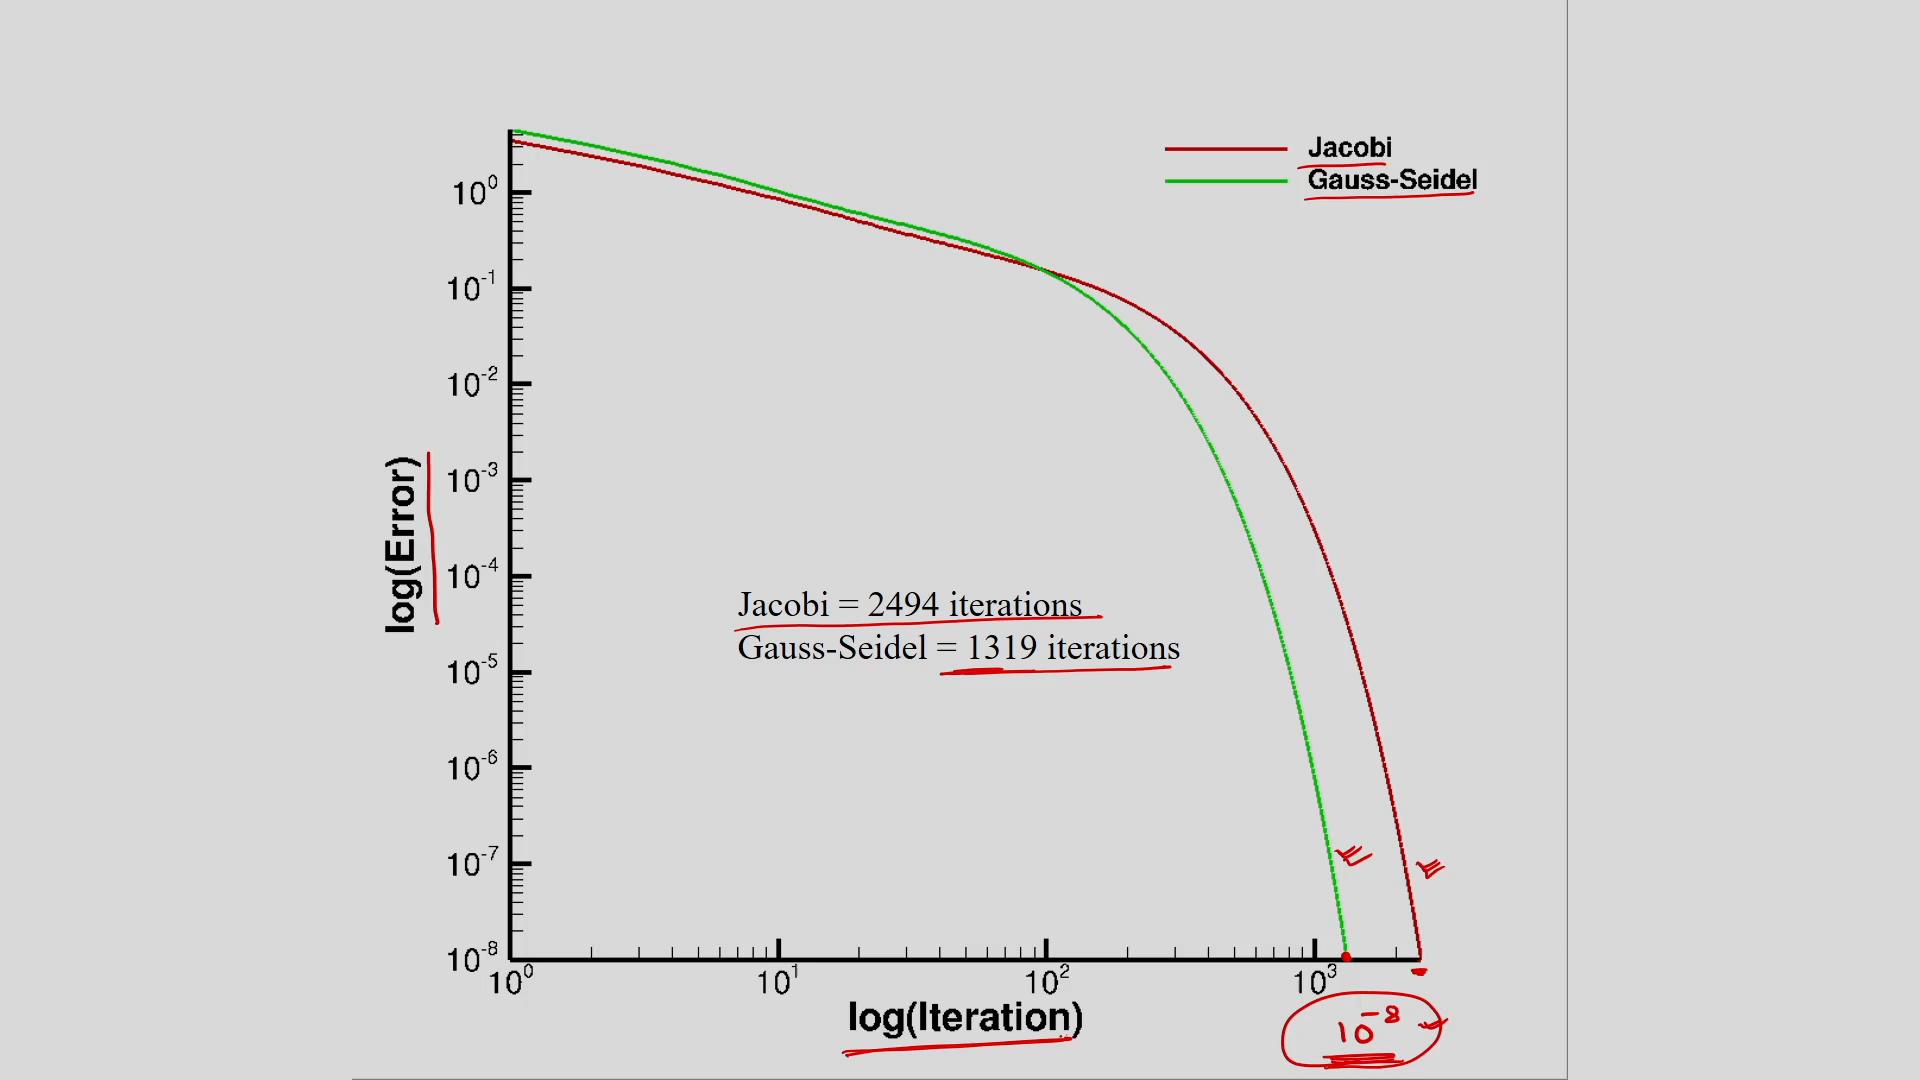 Jacobi
Gauss-Seidel
10^0
10^-1
10^-2
10^-3
10^-4
10^-5
10^-6
10^-7
10^-8
log(Error)
Jacobi = 2494 iterations
Gauss-Seidel = 1319 iterations
10^0 10^1 10^2 10^3
log(Iteration)
10^-8